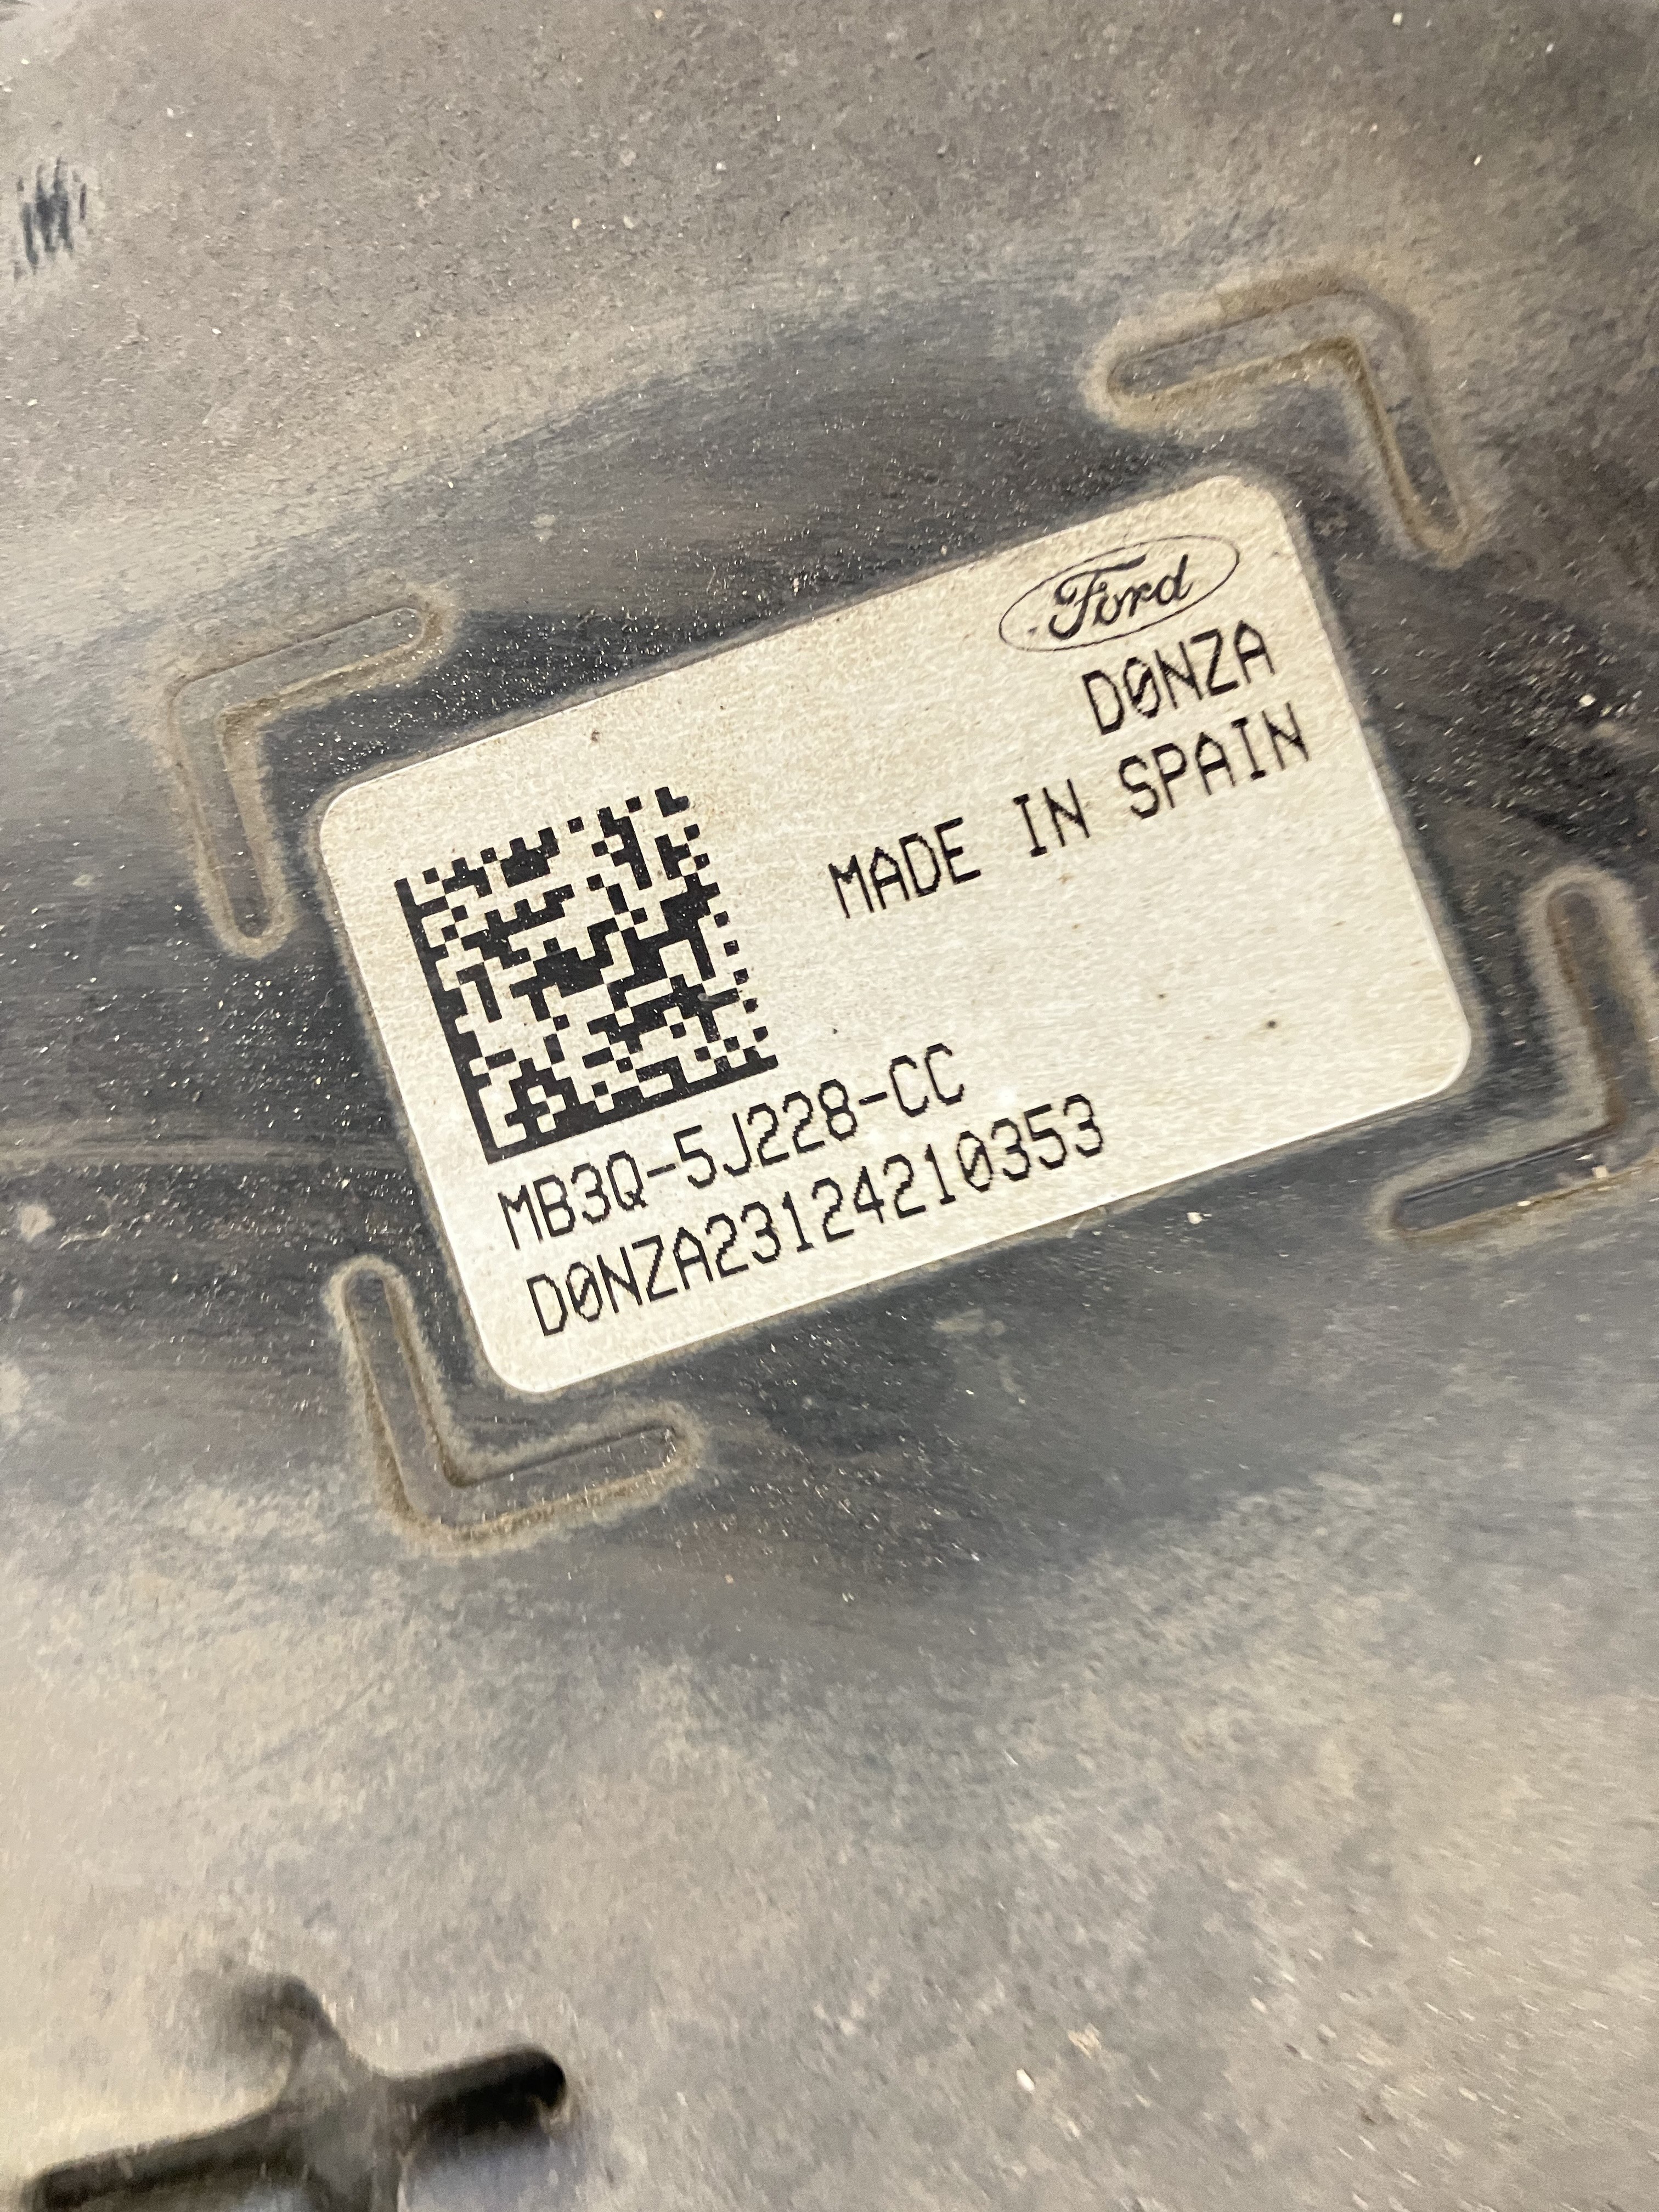 Ford
D0NZA
MADE IN SPAIN
MB3Q-5J228-CC
D0NZA23124210353